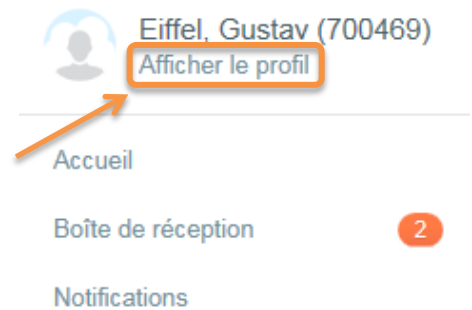 Eiffel, Gustav (700469)
Afficher le profil
Accueil
Boîte de réception 2
Notifications